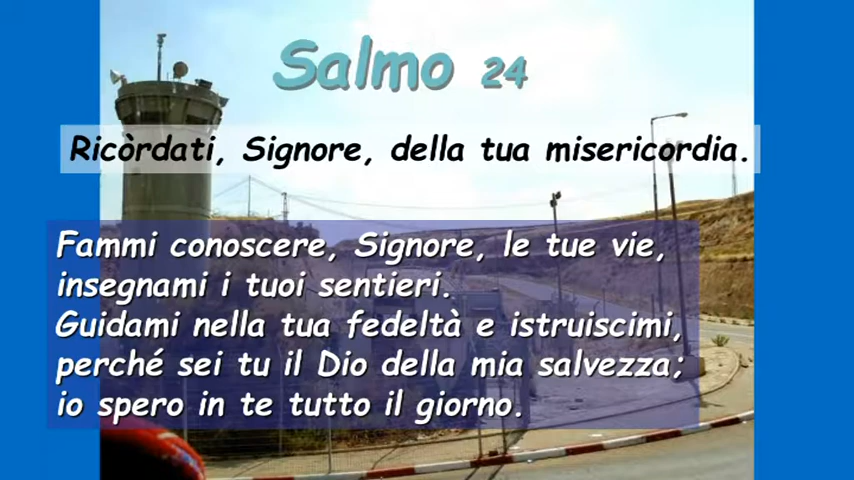 Salmo 24
Ricòrdati, Signore, della tua misericordia.
Fammi conoscere, Signore, le tue vie,
insegnami i tuoi sentieri.
Guidami nella tua fedeltà e istruiscimi,
perché sei tu il Dio della mia salvezza;
io spero in te tutto il giorno.